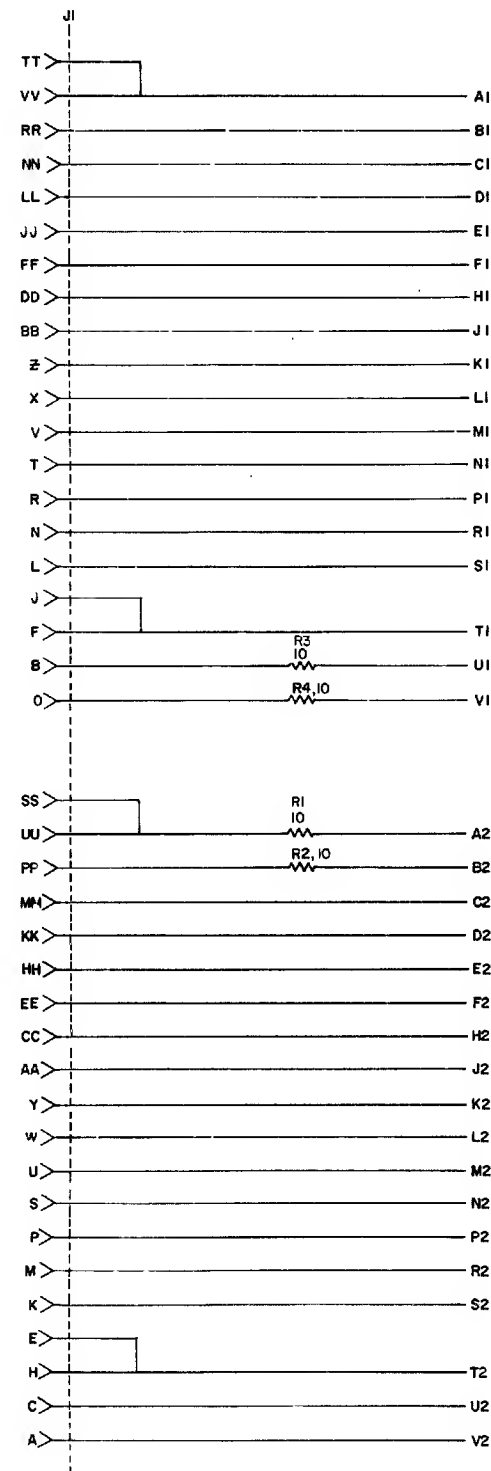 J1
TT
VV A1
RR B1
NN C1
LL D1
JJ E1
FF F1
DD H1
BB J1
Z K1
X L1
V M1
T N1
R P1
N R1
L S1
J
F T1
R3
10
B U1
R4,10
D V1
SS
R1
10
UU A2
R2,10
PP B2
MM C2
KK D2
HH E2
EE F2
CC H2
AA J2
Y K2
W L2
U M2
S N2
P P2
M R2
K S2
E
H T2
C U2
A V2